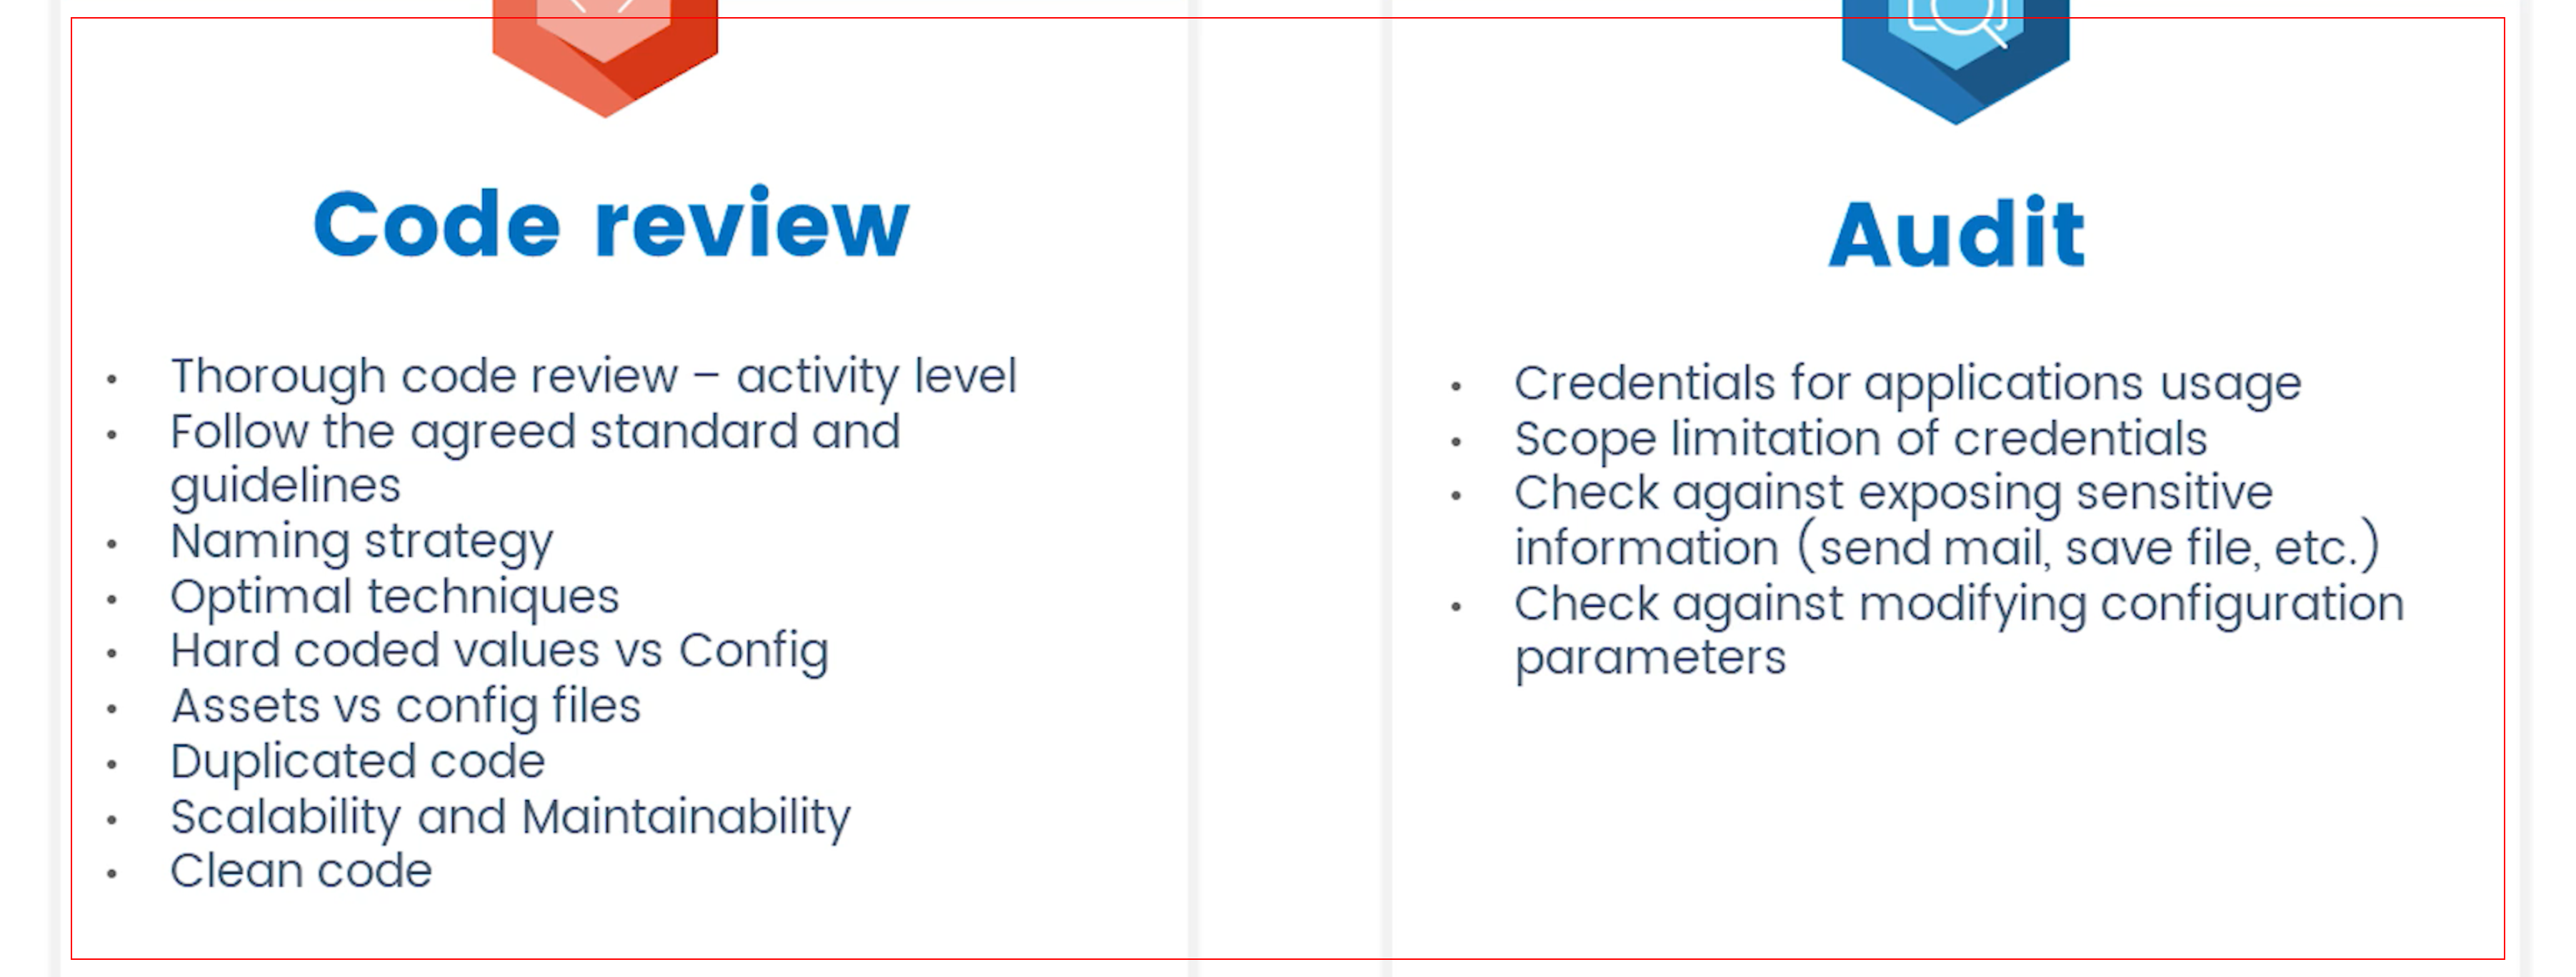 Code review
• Thorough code review – activity level
• Follow the agreed standard and
guidelines
• Naming strategy
• Optimal techniques
• Hard coded values vs Config
• Assets vs config files
• Duplicated code
• Scalability and Maintainability
• Clean code
Audit
• Credentials for applications usage
• Scope limitation of credentials
• Check against exposing sensitive
information (send mail, save file, etc.)
• Check against modifying configuration
parameters